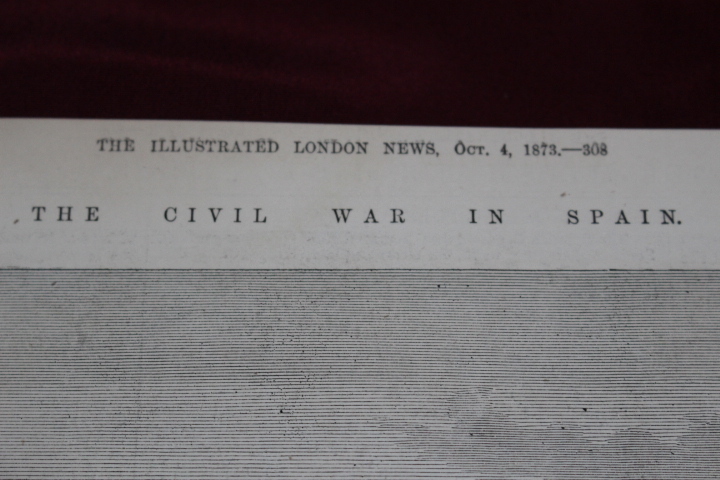 THE ILLUSTRATED LONDON NEWS, OCT. 4, 1873.—308
THE CIVIL WAR IN SPAIN.